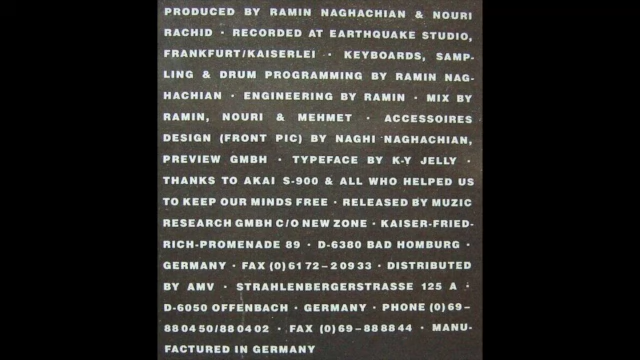 PRODUCED BY RAMIN NAGHACHIAN & NOURI
RACHID · RECORDED AT EARTHQUAKE STUDIO,
FRANKFURT/KAISERLEI · KEYBOARDS, SAMP-
LING & DRUM PROGRAMMING BY RAMIN NAG-
HACHIAN · ENGINEERING BY RAMIN · MIX BY
RAMIN, NOURI & MEHMET · ACCESSOIRES
DESIGN (FRONT PIC) BY NAGHI NAGHACHIAN,
PREVIEW GMBH · TYPEFACE BY K-Y JELLY ·
THANKS TO AKAI S-900 & ALL WHO HELPED US
TO KEEP OUR MINDS FREE · RELEASED BY MUZIC
RESEARCH GMBH C/O NEW ZONE · KAISER-FRIED-
RICH-PROMENADE 89 · D-6380 BAD HOMBURG ·
GERMANY · FAX (0) 61 72 – 2 09 33 · DISTRIBUTED
BY AMV · STRAHLENBERGERSTRASSE 125 A ·
D-6050 OFFENBACH · GERMANY · PHONE (0) 69 –
88 04 50/88 04 02 · FAX (0) 69 – 88 88 44 · MANU-
FACTURED IN GERMANY